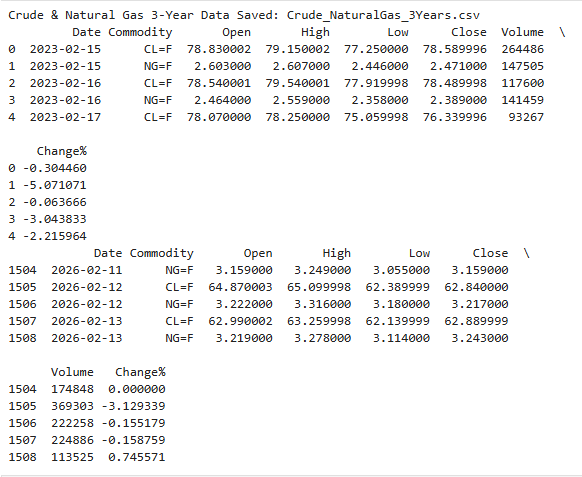 Crude & Natural Gas 3-Year Data Saved: Crude_NaturalGas_3Years.csv
Date Commodity Open High Low Close Volume \
0 2023-02-15 CL=F 78.830002 79.150002 77.250000 78.589996 264486
1 2023-02-15 NG=F 2.603000 2.607000 2.446000 2.471000 147505
2 2023-02-16 CL=F 78.540001 79.540001 77.919998 78.489998 117600
3 2023-02-16 NG=F 2.464000 2.559000 2.358000 2.389000 141459
4 2023-02-17 CL=F 78.070000 78.250000 75.059998 76.339996 93267
Change%
0 -0.304460
1 -5.071071
2 -0.063666
3 -3.043833
4 -2.215964
Date Commodity Open High Low Close \
1504 2026-02-11 NG=F 3.159000 3.249000 3.055000 3.159000
1505 2026-02-12 CL=F 64.870003 65.099998 62.389999 62.840000
1506 2026-02-12 NG=F 3.222000 3.316000 3.180000 3.217000
1507 2026-02-13 CL=F 62.990002 63.259998 62.139999 62.889999
1508 2026-02-13 NG=F 3.219000 3.278000 3.114000 3.243000
Volume Change%
1504 174848 0.000000
1505 369303 -3.129339
1506 222258 -0.155179
1507 224886 -0.158759
1508 113525 0.745571